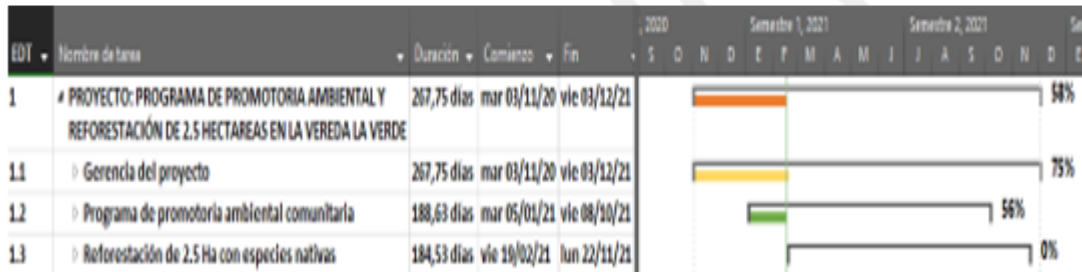 , 2020 Semestre 1, 2021 Semestre 2, 2021 Se
EDT Nombre de tarea Duración Comienzo Fin S O N D E F M A M J J A S O N D E
1 PROYECTO: PROGRAMA DE PROMOTORIA AMBIENTAL Y 267,75 días mar 03/11/20 vie 03/12/21 58%
REFORESTACIÓN DE 2.5 HECTAREAS EN LA VEREDA LA VERDE
1.1 Gerencia del proyecto 267,75 días mar 03/11/20 vie 03/12/21 75%
1.2 Programa de promotoria ambiental comunitaria 188,63 días mar 05/01/21 vie 08/10/21 56%
1.3 Reforestación de 2.5 Ha con especies nativas 184,53 días vie 19/02/21 lun 22/11/21 0%